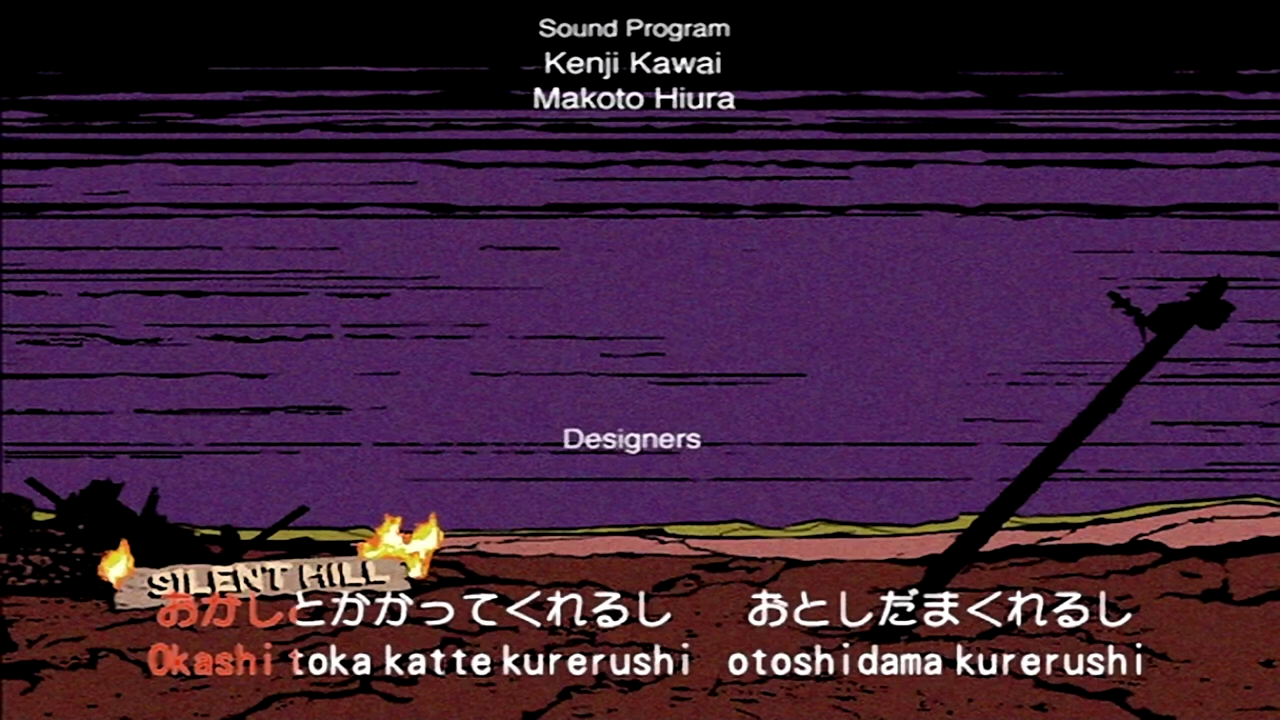 Sound Program
Kenji Kawai
Makoto Hiura
Designers
SILENT HILL
おかしとかかってくれるし　おとしだまくれるし
Okashi toka katte kurerushi otoshidama kurerushi